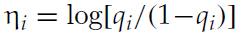 ηᵢ = log[qᵢ/(1−qᵢ)]